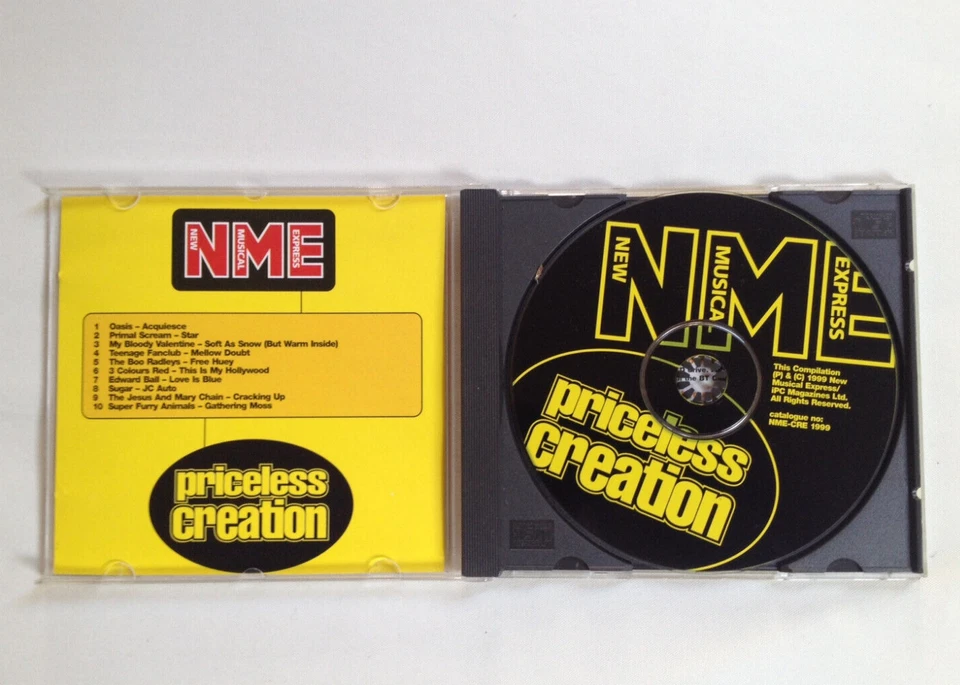 NEW
MUSICAL
EXPRESS
NME
1 Oasis – Acquiesce
2 Primal Scream – Star
3 My Bloody Valentine – Soft As Snow (But Warm Inside)
4 Teenage Fanclub – Mellow Doubt
5 The Boo Radleys – Free Huey
6 3 Colours Red – This Is My Hollywood
7 Edward Ball – Love Is Blue
8 Sugar – JC Auto
9 The Jesus And Mary Chain – Cracking Up
10 Super Furry Animals – Gathering Moss
priceless
creation
NEW
MUSICAL
EXPRESS
NME
This Compilation
(P) & (C) 1999 New
Musical Express/
iPC Magazines Ltd.
All Rights Reserved.
catalogue no:
NME-CRE 1999
priceless
creation